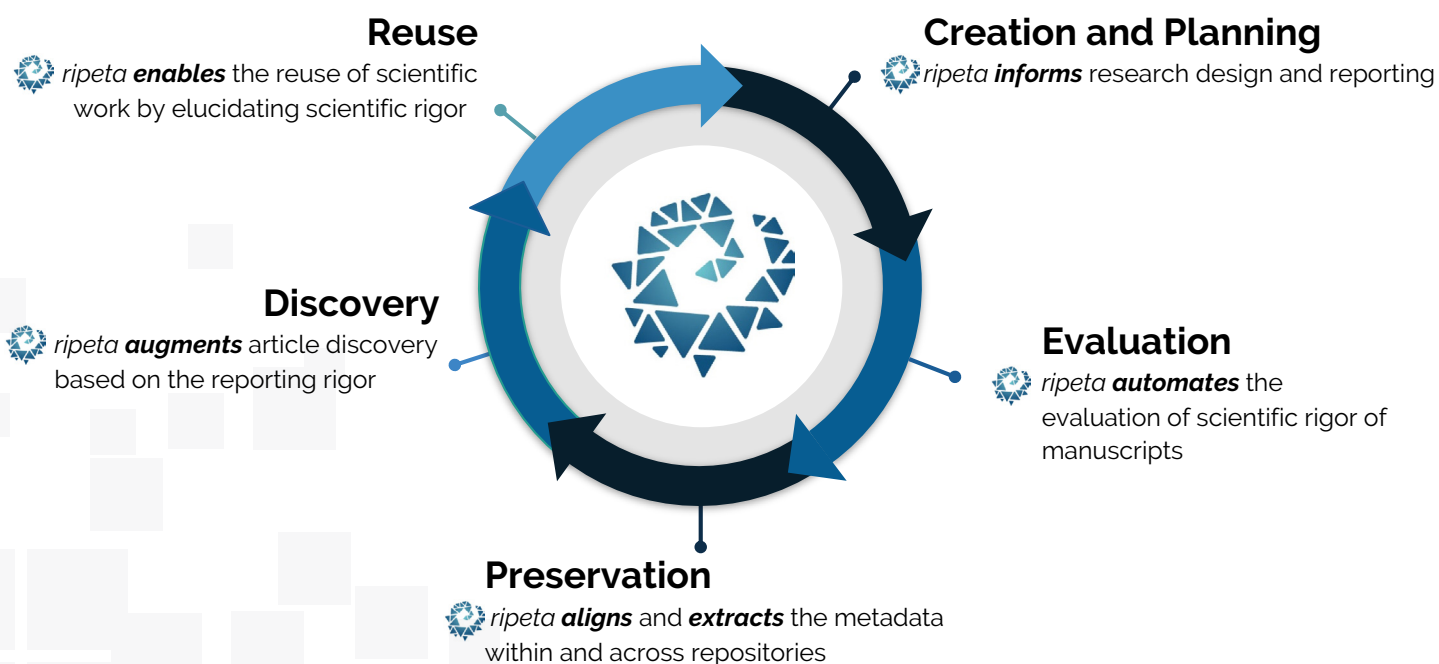 Reuse
ripeta enables the reuse of scientific
work by elucidating scientific rigor
Creation and Planning
ripeta informs research design and reporting
Discovery
ripeta augments article discovery
based on the reporting rigor
Evaluation
ripeta automates the
evaluation of scientific rigor of
manuscripts
Preservation
ripeta aligns and extracts the metadata
within and across repositories